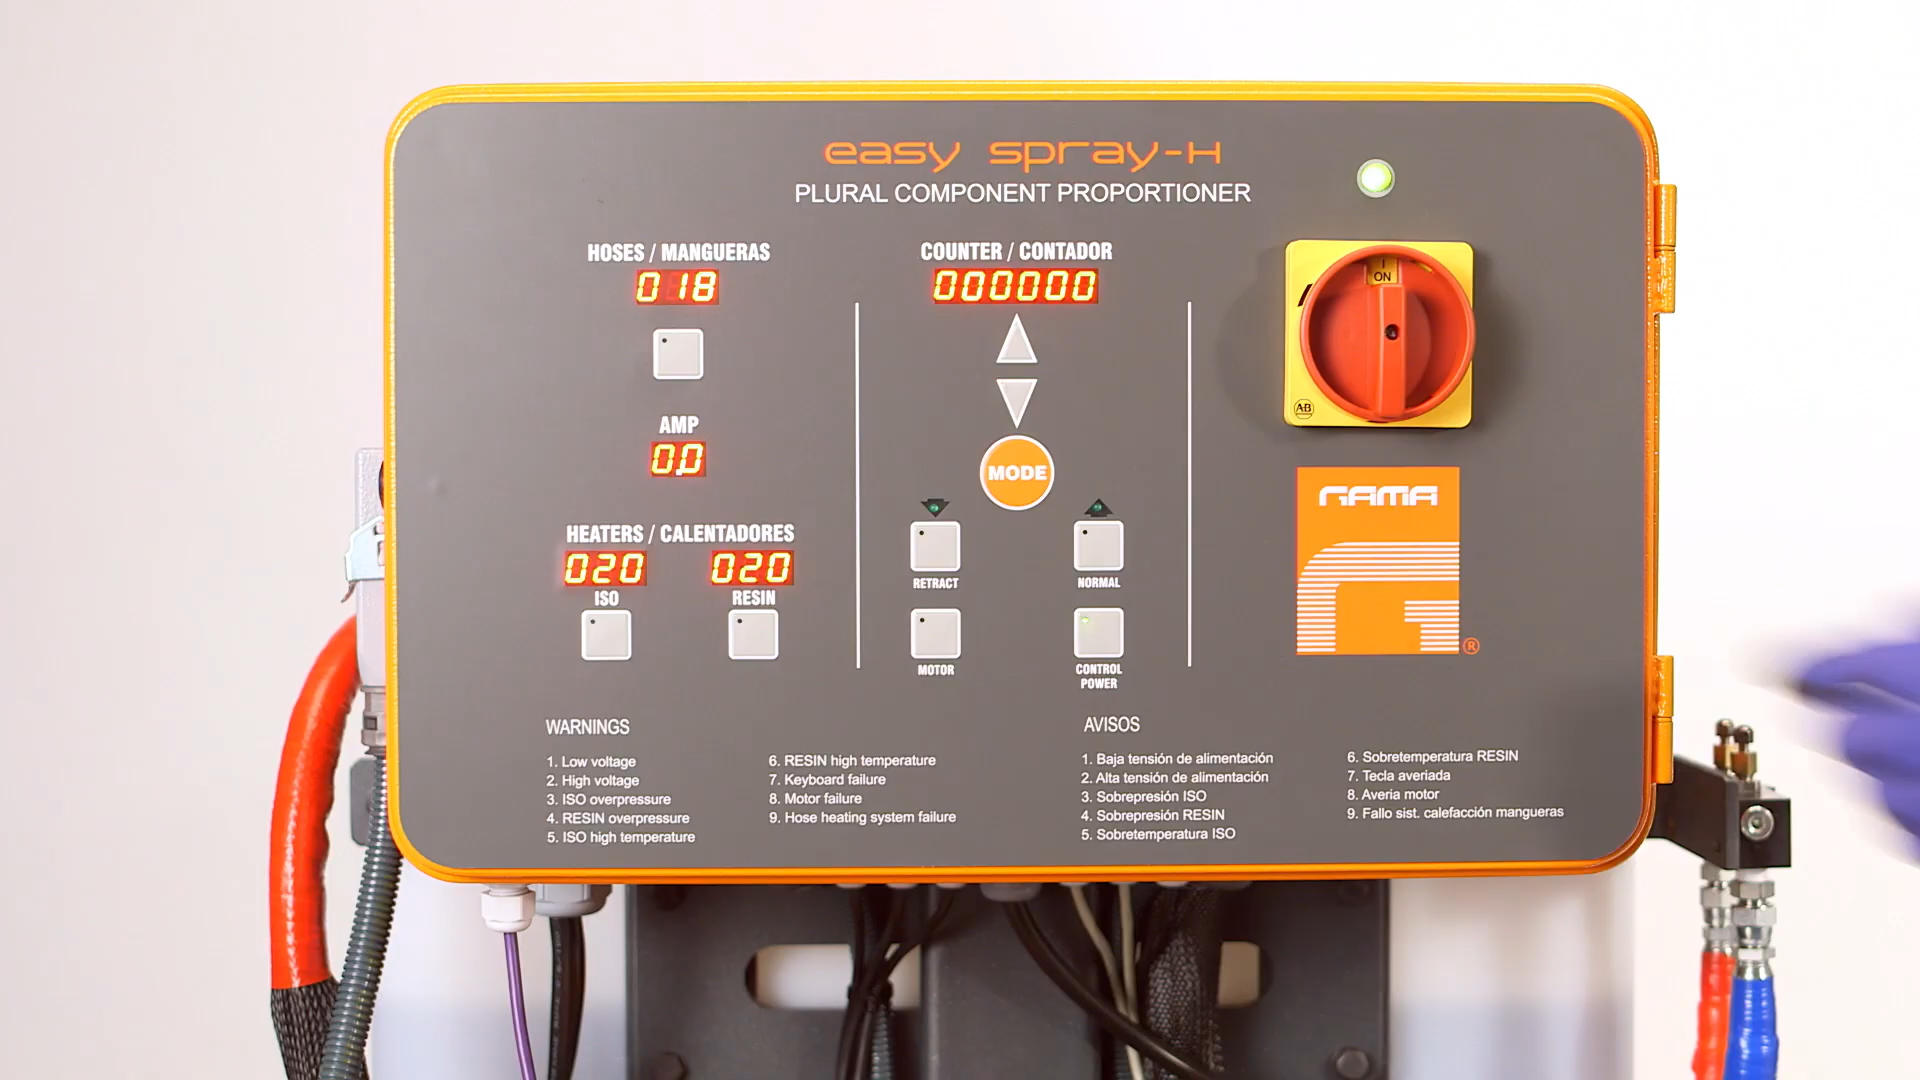 easy spray-H
PLURAL COMPONENT PROPORTIONER
HOSES / MANGUERAS
018
AMP
0.0
HEATERS / CALENTADORES
020
020
ISO
RESIN
COUNTER / CONTADOR
000000
MODE
RETRACT
NORMAL
MOTOR
CONTROL
POWER
I
ON
AB
GAMA
®
WARNINGS
1. Low voltage
2. High voltage
3. ISO overpressure
4. RESIN overpressure
5. ISO high temperature
6. RESIN high temperature
7. Keyboard failure
8. Motor failure
9. Hose heating system failure
AVISOS
1. Baja tensión de alimentación
2. Alta tensión de alimentación
3. Sobrepresión ISO
4. Sobrepresión RESIN
5. Sobretemperatura ISO
6. Sobretemperatura RESIN
7. Tecla averiada
8. Averia motor
9. Fallo sist. calefacción mangueras